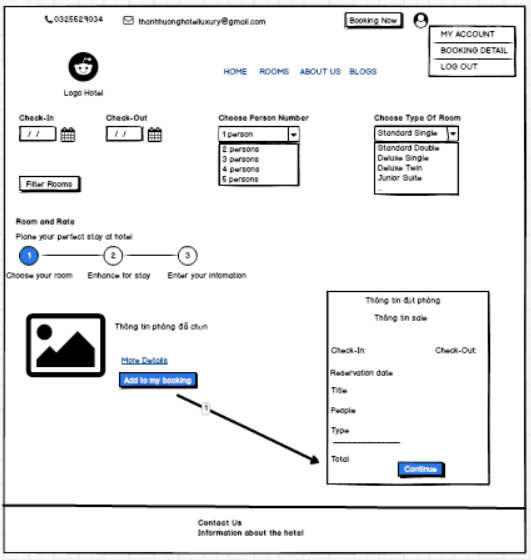 0325529034
thanhhuonghotelluxury@gmail.com
Booking Now
MY ACCOUNT
BOOKING DETAIL
LOG OUT
Logo Hotel
HOME ROOMS ABOUT US BLOGS
Check-In Check-Out Choose Person Number Choose Type Of Room
/ / / / 1 person Standard Single
2 persons
3 persons
4 persons
5 persons
Standard Double
Deluxe Single
Deluxe Twin
Junior Suite
...
Filter Rooms
Room and Rate
Plane your perfect stay at hotel
1 2 3
Choose your room Enhance for stay Enter your infomation
Thông tin phòng đã chọn
More Details
Add to my booking
1
Thông tin đặt phòng
Thông tin sale
Check-In: Check-Out:
Reservation date
Title
People
Type
Total
Continue
Contact Us
Information about the hotel